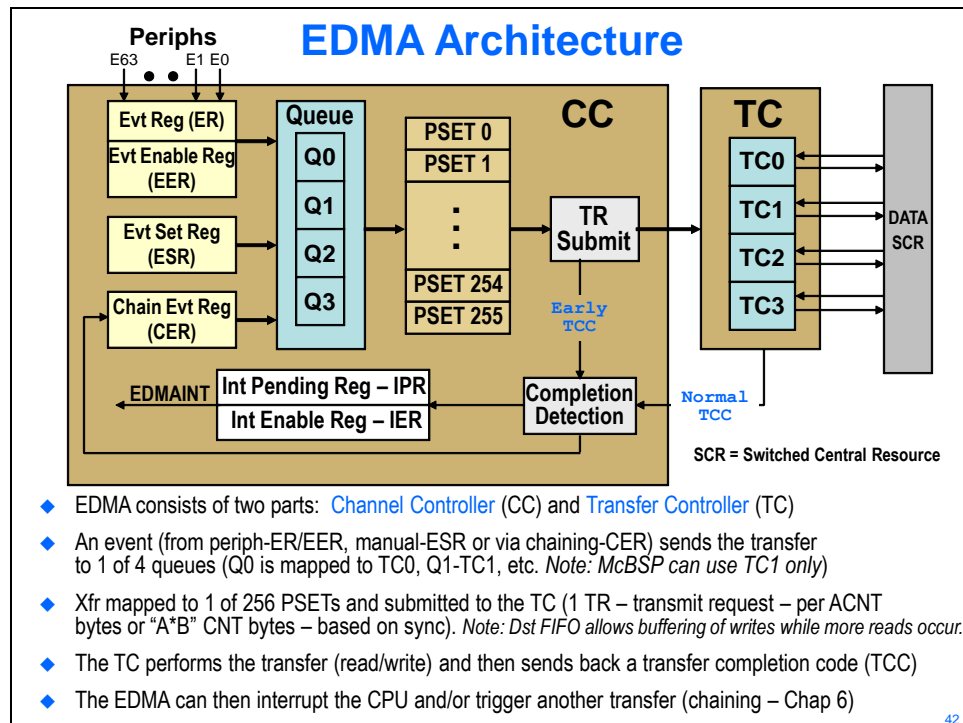 EDMA Architecture
Periphs
E63 E1 E0
CC
Evt Reg (ER)
Evt Enable Reg
(EER)
Evt Set Reg
(ESR)
Chain Evt Reg
(CER)
Queue
Q0
Q1
Q2
Q3
PSET 0
PSET 1
PSET 254
PSET 255
TR
Submit
Early
TCC
TC
TC0
TC1
TC2
TC3
DATA
SCR
EDMAINT
Int Pending Reg – IPR
Int Enable Reg – IER
Completion
Detection
Normal
TCC
SCR = Switched Central Resource
EDMA consists of two parts: Channel Controller (CC) and Transfer Controller (TC)
An event (from periph-ER/EER, manual-ESR or via chaining-CER) sends the transfer
to 1 of 4 queues (Q0 is mapped to TC0, Q1-TC1, etc. Note: McBSP can use TC1 only)
Xfr mapped to 1 of 256 PSETs and submitted to the TC (1 TR – transmit request – per ACNT
bytes or “A*B” CNT bytes – based on sync). Note: Dst FIFO allows buffering of writes while more reads occur.
The TC performs the transfer (read/write) and then sends back a transfer completion code (TCC)
The EDMA can then interrupt the CPU and/or trigger another transfer (chaining – Chap 6)
42